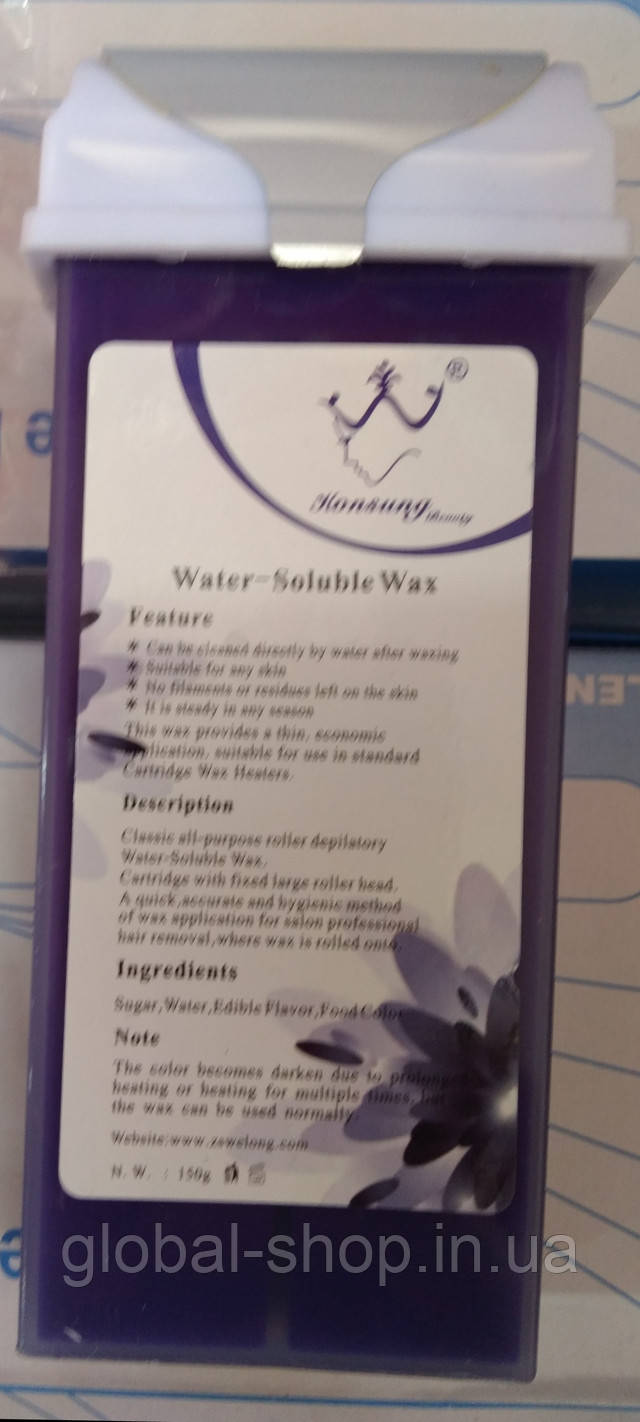 ®
Konsung Beauty
Water-Soluble Wax
Feature
* Can be cleaned directly by water after waxing
* Suitable for any skin
* No filaments or residues left on the skin
* It is steady in any season
This wax provides a thin, economic
application, suitable for use in standard
Cartridge Wax Heaters.
Description
Classic all-purpose roller depilatory
Water-Soluble Wax.
Cartridge with fixed large roller head.
A quick,accurate and hygienic method
of wax application for salon professional
hair removal,where wax is rolled onto.
Ingredients
Sugar,Water,Edible Flavor,Food Color
Note
The color becomes darken due to prolonged
heating or heating for multiple times, but
the wax can be used normally.
Website:www.zswelong.com
N. W. : 150g
global-shop.in.ua